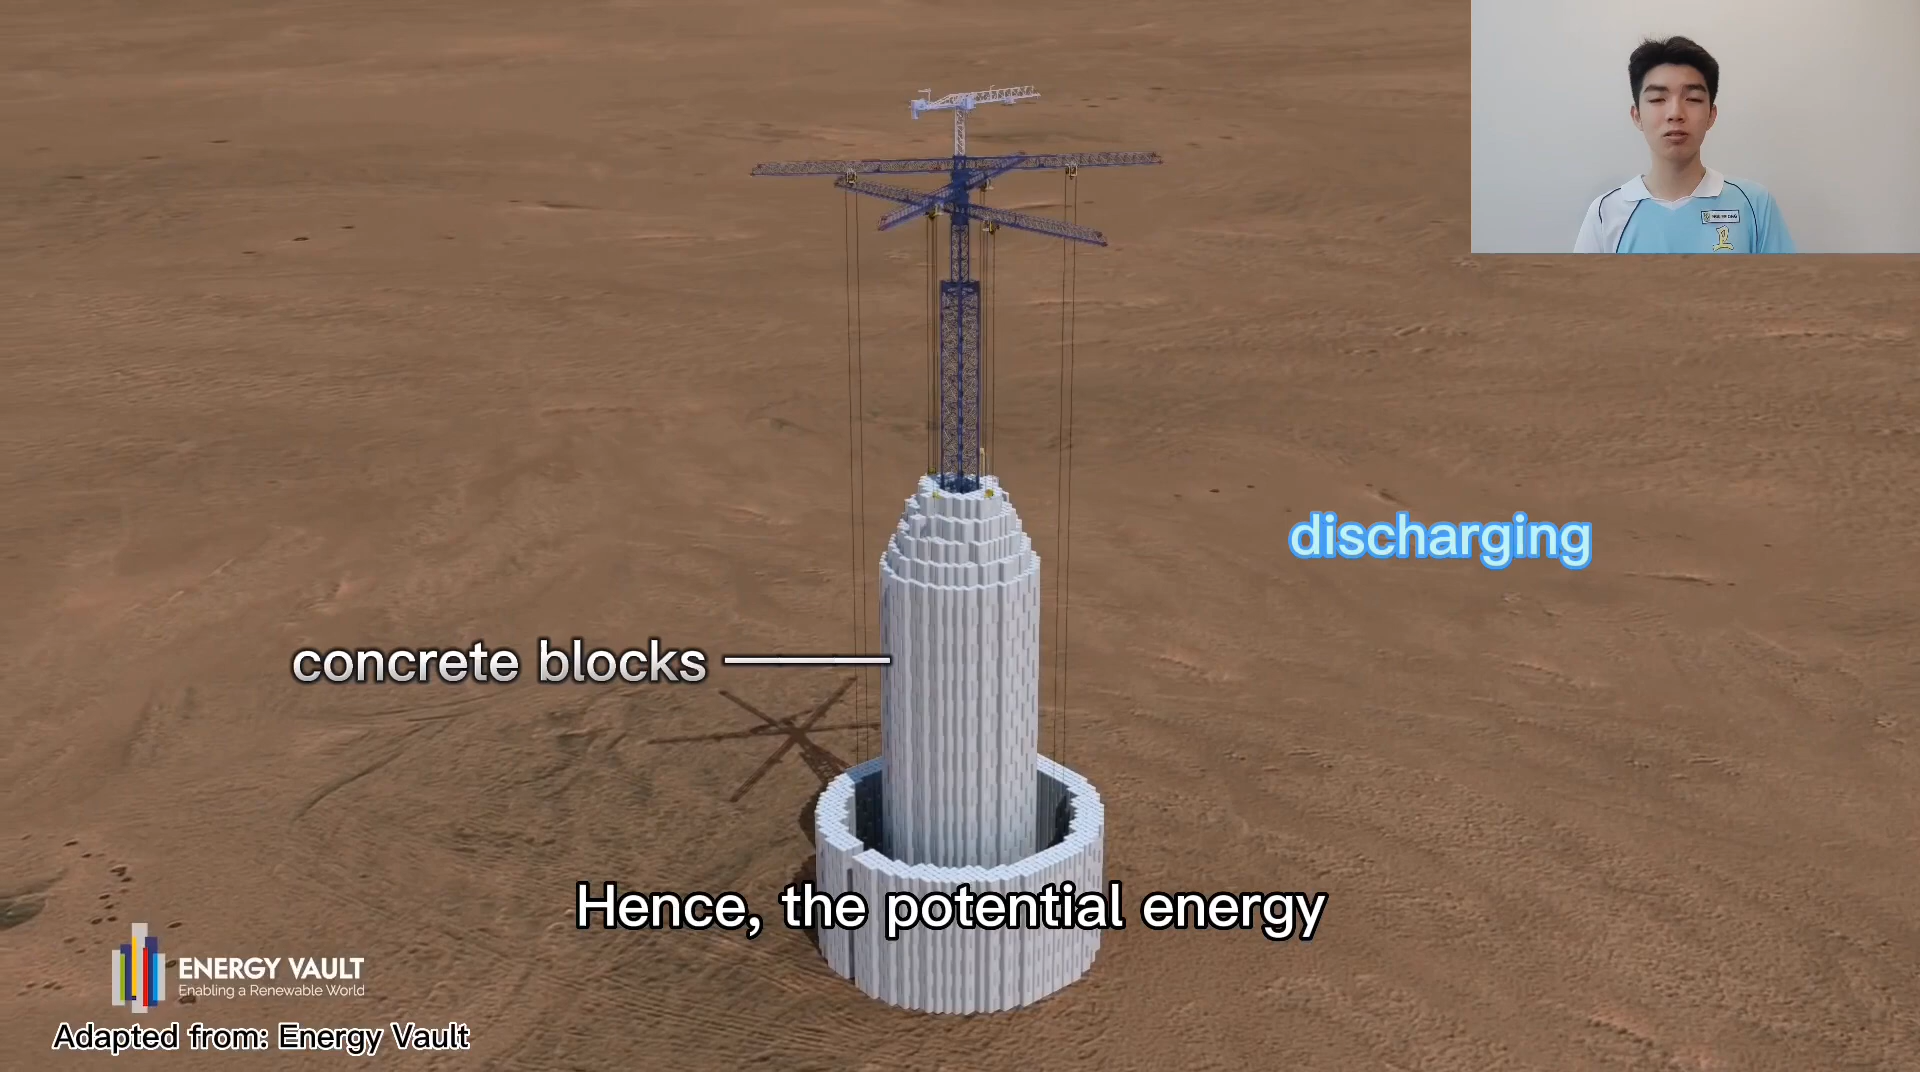 discharging
concrete blocks
Hence, the potential energy
ENERGY VAULT
Enabling a Renewable World
Adapted from: Energy Vault